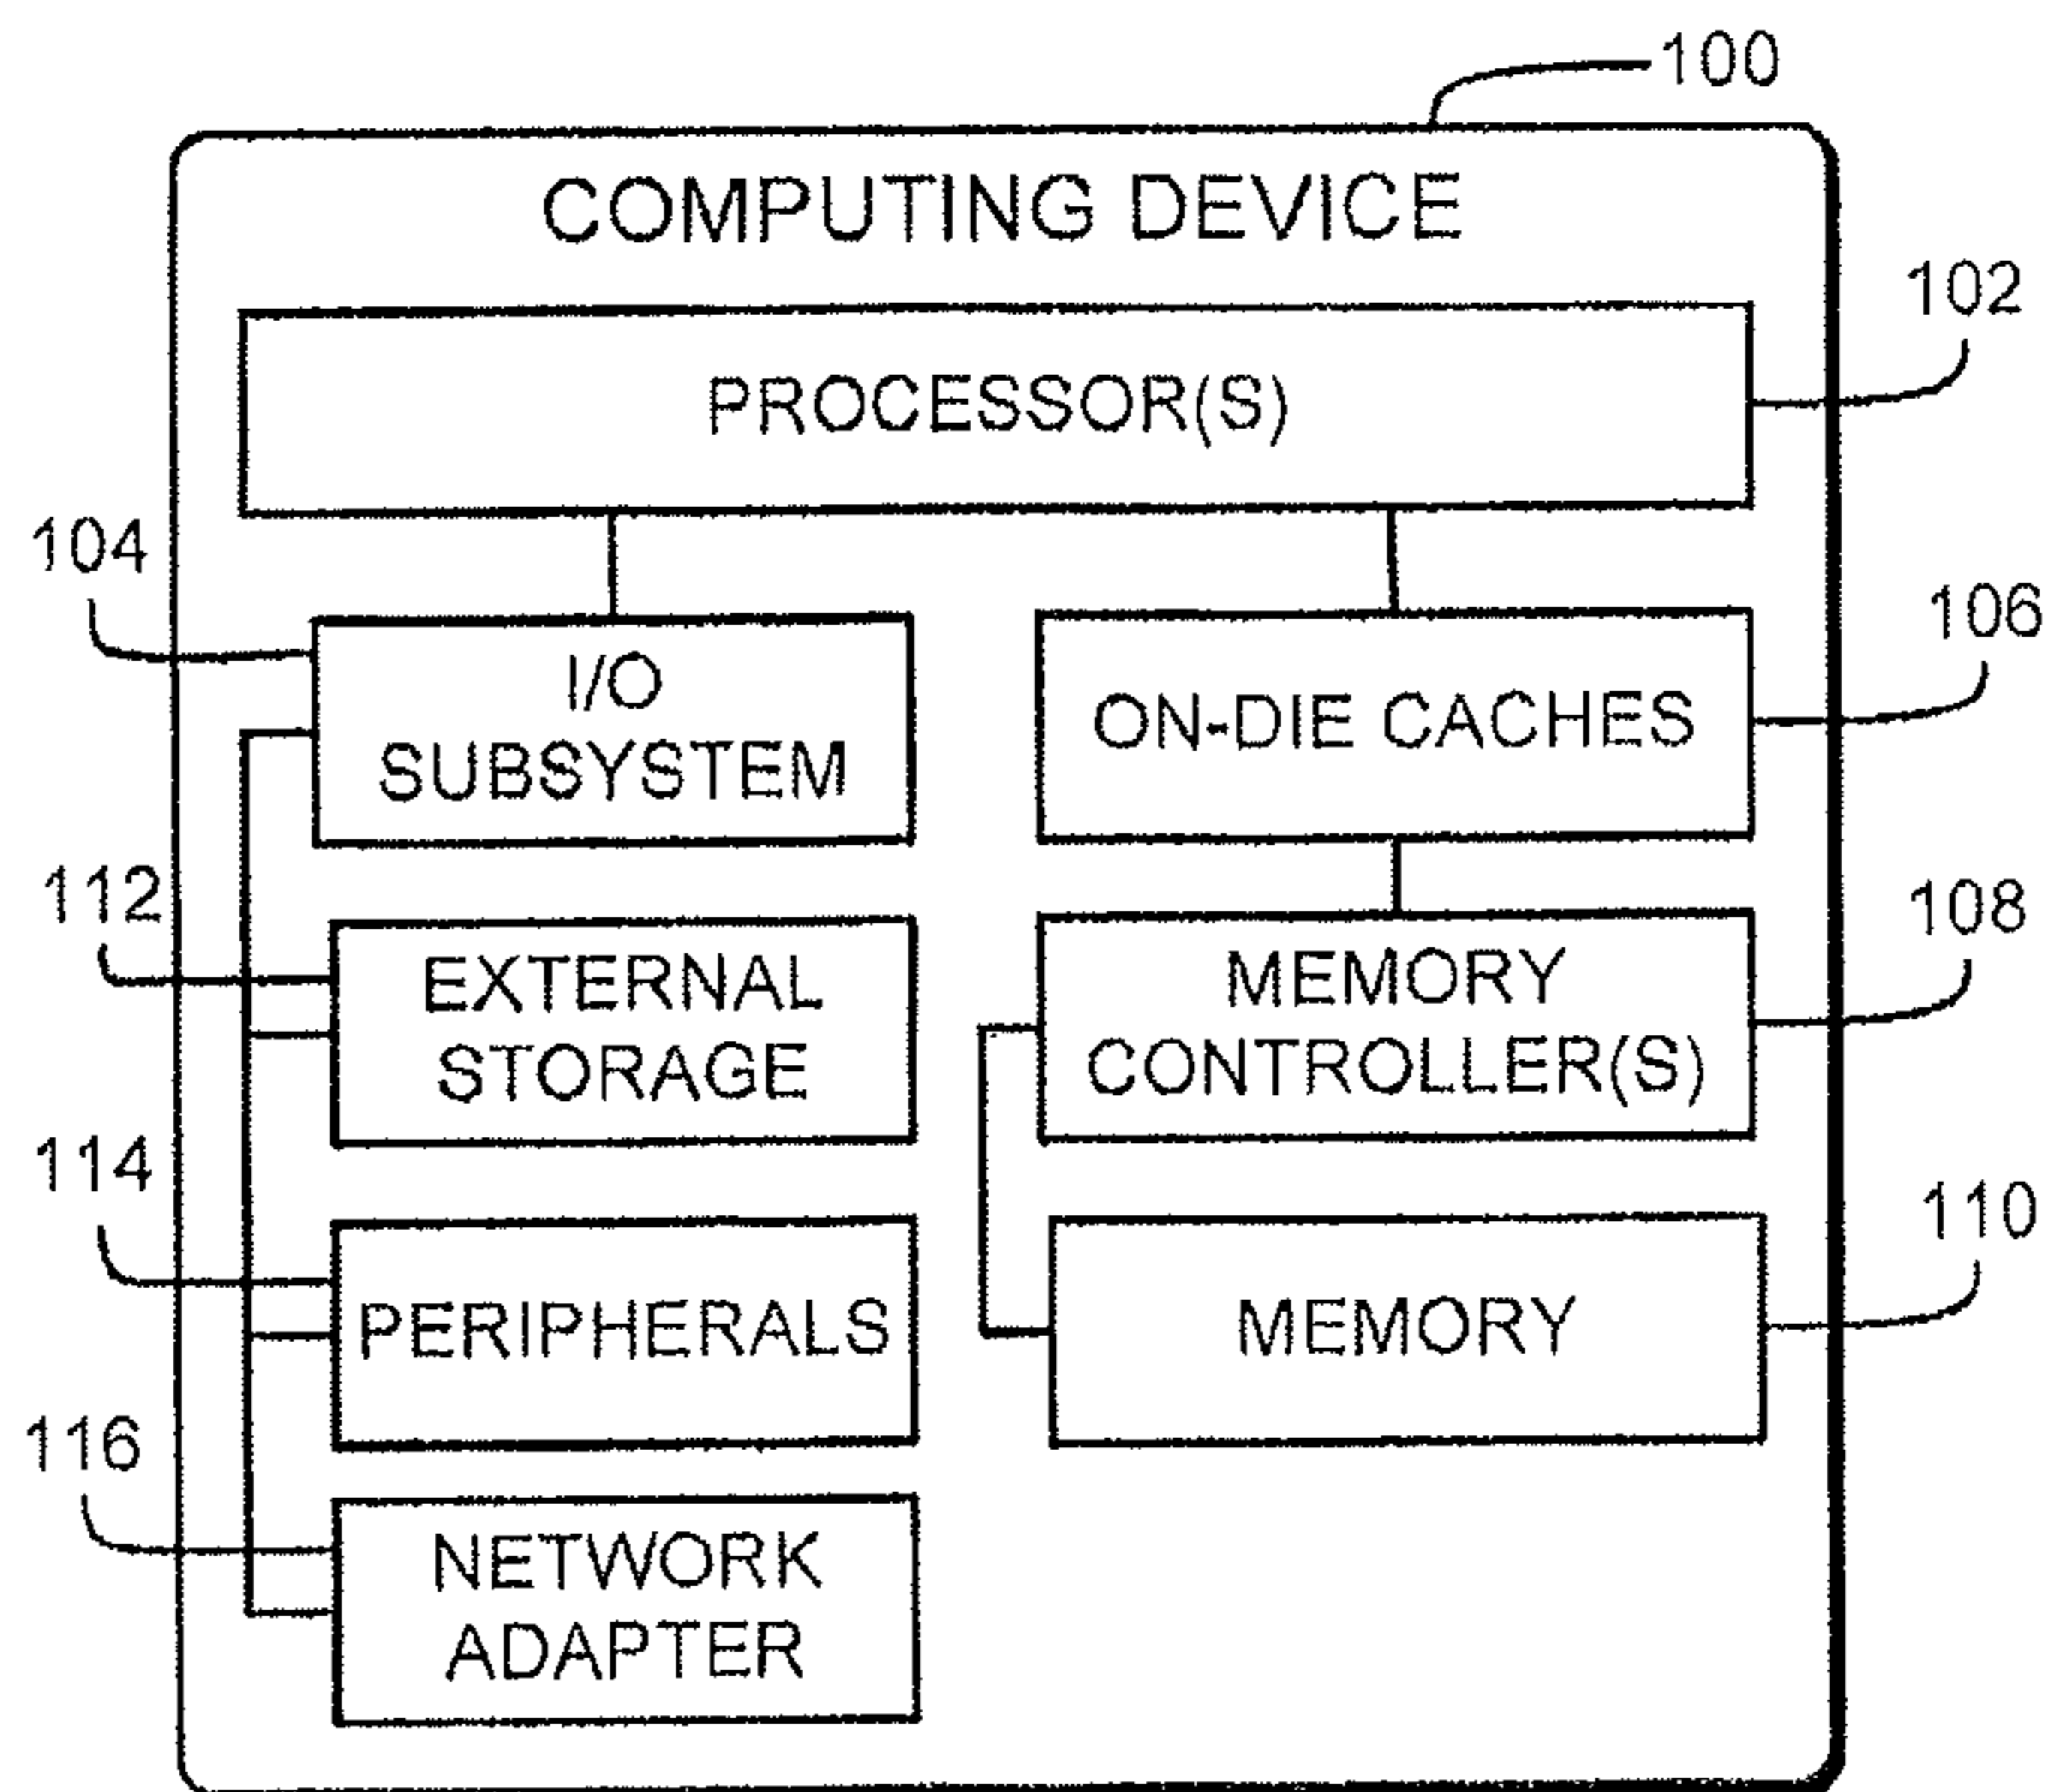 100
COMPUTING DEVICE
102
PROCESSOR(S)
104
I/O
SUBSYSTEM
106
ON-DIE CACHES
112
EXTERNAL
STORAGE
108
MEMORY
CONTROLLER(S)
114
PERIPHERALS
110
MEMORY
116
NETWORK
ADAPTER